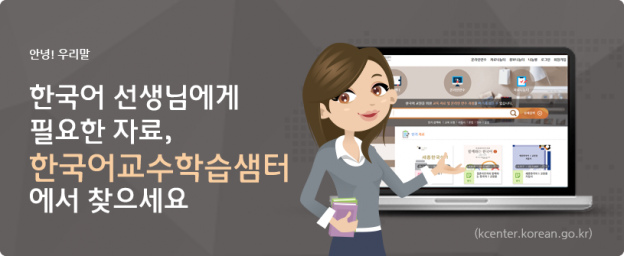 안녕! 우리말
한국어 선생님에게
필요한 자료,
한국어교수학습샘터
에서 찾으세요
(kcenter.korean.go.kr)